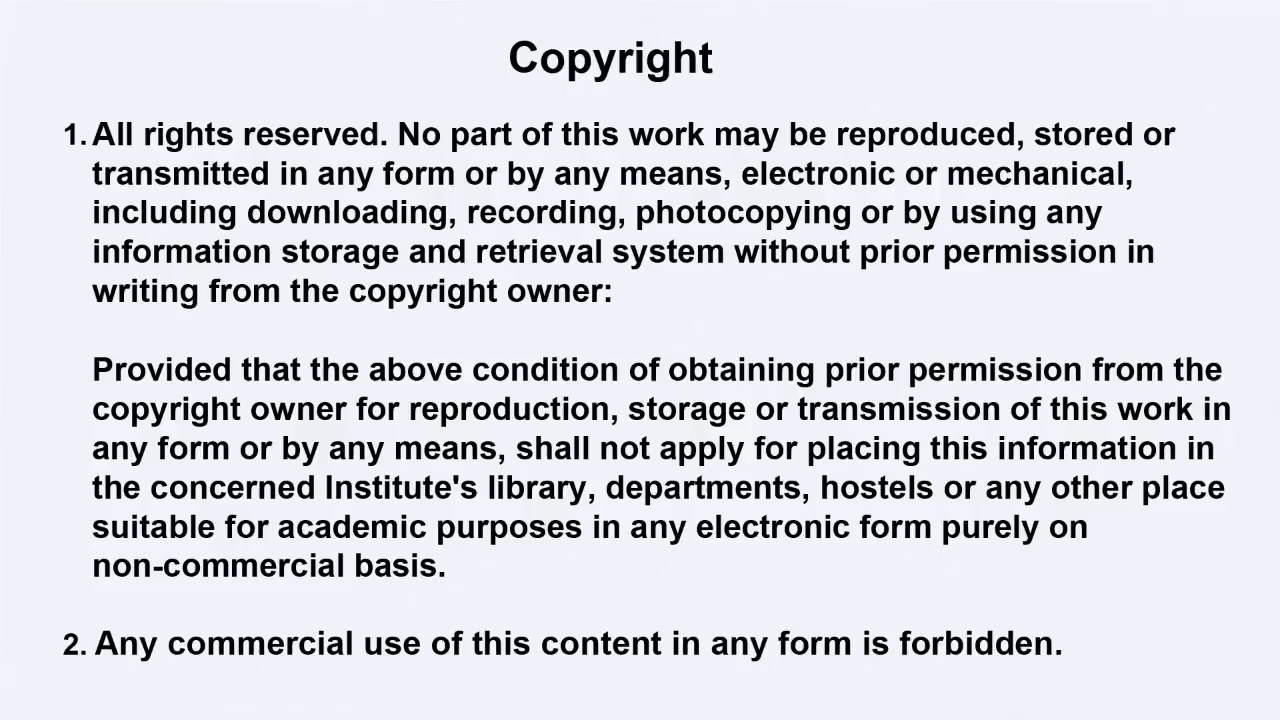 Copyright
1. All rights reserved. No part of this work may be reproduced, stored or
transmitted in any form or by any means, electronic or mechanical,
including downloading, recording, photocopying or by using any
information storage and retrieval system without prior permission in
writing from the copyright owner:
Provided that the above condition of obtaining prior permission from the
copyright owner for reproduction, storage or transmission of this work in
any form or by any means, shall not apply for placing this information in
the concerned Institute's library, departments, hostels or any other place
suitable for academic purposes in any electronic form purely on
non-commercial basis.
2. Any commercial use of this content in any form is forbidden.